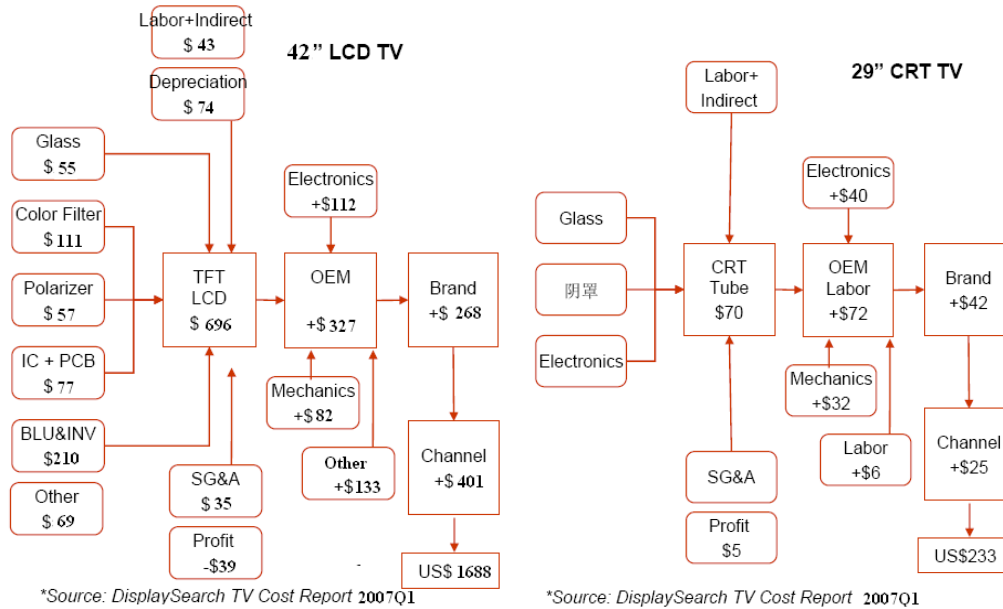 42” LCD TV
Labor+Indirect
$ 43
Depreciation
$ 74
Glass
$ 55
Color Filter
$ 111
Polarizer
$ 57
IC + PCB
$ 77
BLU&INV
$210
Other
$ 69
TFT
LCD
$ 696
SG&A
$ 35
Profit
-$39
Electronics
+$112
OEM
+$ 327
Mechanics
+$ 82
Other
+$133
Brand
+$ 268
Channel
+$ 401
US$ 1688
-
*Source: DisplaySearch TV Cost Report 2007Q1
29” CRT TV
Labor+
Indirect
Glass
阴罩
Electronics
CRT
Tube
$70
SG&A
Profit
$5
Electronics
+$40
OEM
Labor
+$72
Mechanics
+$32
Labor
+$6
Brand
+$42
Channel
+$25
US$233
*Source: DisplaySearch TV Cost Report 2007Q1